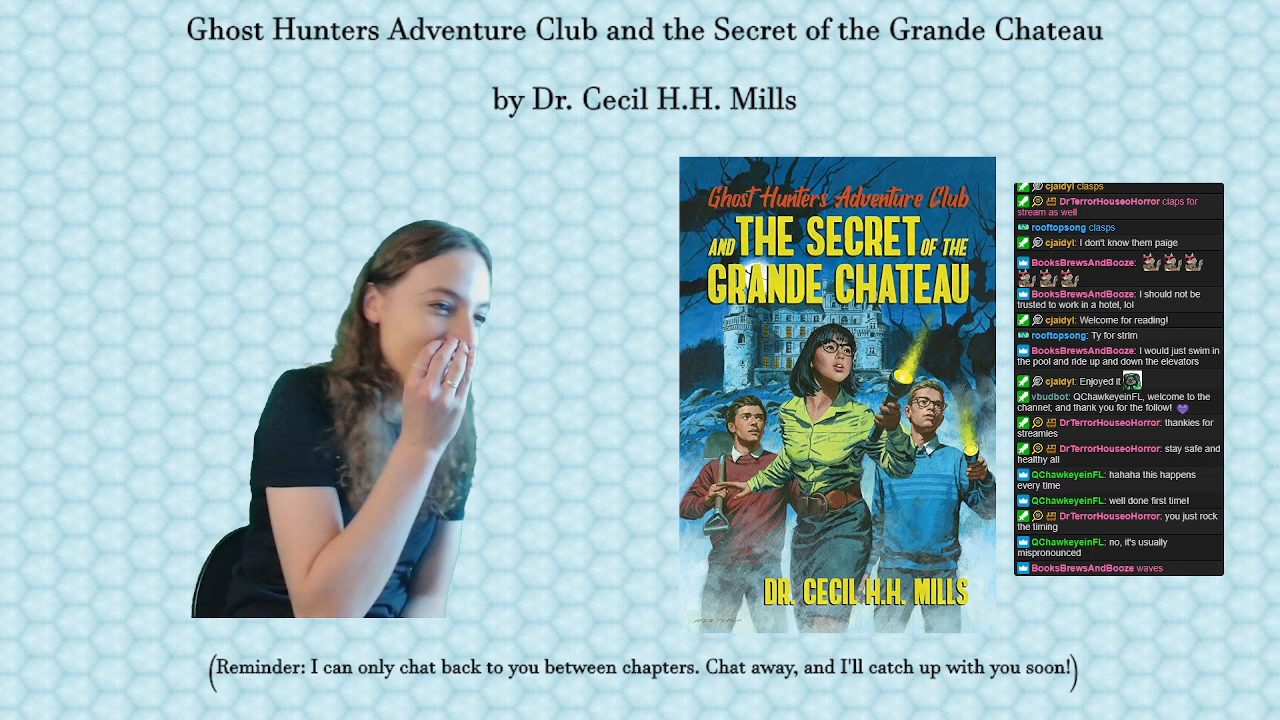 Ghost Hunters Adventure Club and the Secret of the Grande Chateau
by Dr. Cecil H.H. Mills
Ghost Hunters Adventure Club
AND THE SECRET OF THE
GRANDE CHATEAU
DR. CECIL H.H. MILLS
cjaidyl clasps
DrTerrorHouseoHorror claps for
stream as well
rooftopsong clasps
cjaidyl: I don't know them paige
BooksBrewsAndBooze:
BooksBrewsAndBooze: I should not be
trusted to work in a hotel, lol
cjaidyl: Welcome for reading!
rooftopsong: Ty for strim
BooksBrewsAndBooze: I would just swim in
the pool and ride up and down the elevators
cjaidyl: Enjoyed it
vbudbot: QChawkeyeinFL, welcome to the
channel, and thank you for the follow!
DrTerrorHouseoHorror: thankies for
streamies
DrTerrorHouseoHorror: stay safe and
healthy all
QChawkeyeinFL: hahaha this happens
every time
QChawkeyeinFL: well done first time!
DrTerrorHouseoHorror: you just rock
the timing
QChawkeyeinFL: no, it's usually
mispronounced
BooksBrewsAndBooze waves
(Reminder: I can only chat back to you between chapters. Chat away, and I'll catch up with you soon!)